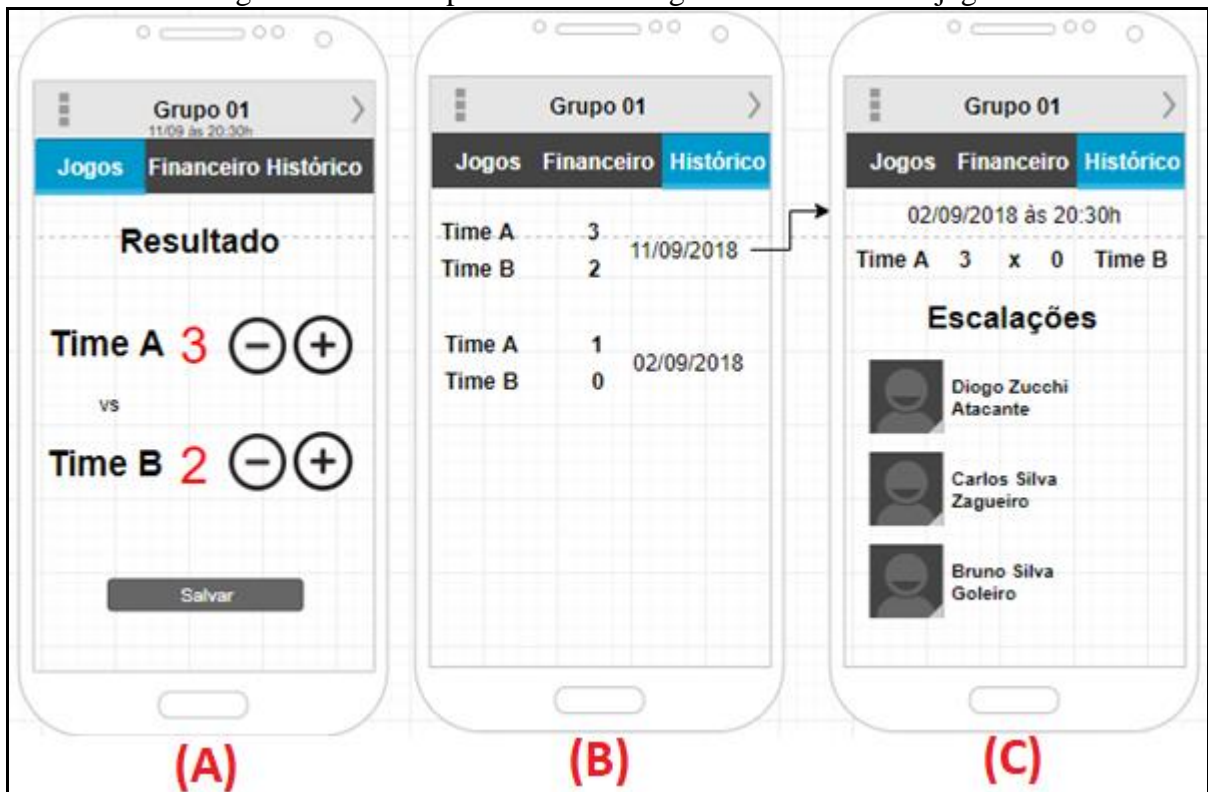 Grupo 01
11/09 às 20:30h
Jogos Financeiro Histórico
Resultado
Time A 3 − +
vs
Time B 2 − +
Salvar
(A)
Grupo 01
Jogos Financeiro Histórico
Time A 3
11/09/2018
Time B 2
Time A 1
02/09/2018
Time B 0
(B)
Grupo 01
Jogos Financeiro Histórico
02/09/2018 às 20:30h
Time A 3 x 0 Time B
Escalações
Diogo Zucchi
Atacante
Carlos Silva
Zagueiro
Bruno Silva
Goleiro
(C)